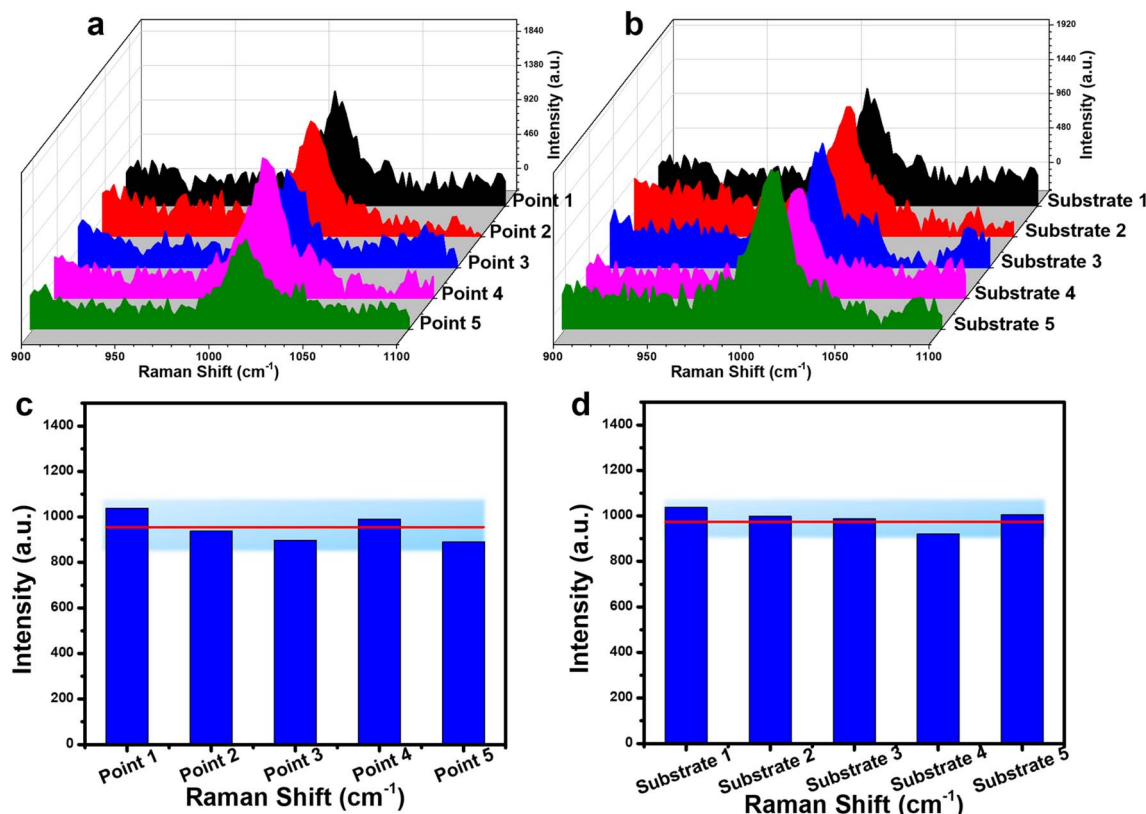 a
1840
1380
920
460
0
Intensity (a.u.)
Point 1
Point 2
Point 3
Point 4
Point 5
900
950
1000
1050
1100
Raman Shift (cm⁻¹)
b
1920
1440
960
480
0
Intensity (a.u.)
Substrate 1
Substrate 2
Substrate 3
Substrate 4
Substrate 5
900
950
1000
1050
1100
Raman Shift (cm⁻¹)
c
1400
1200
1000
800
600
400
200
0
Intensity (a.u.)
Point 1
Point 2
Point 3
Point 4
Point 5
Raman Shift (cm⁻¹)
d
1400
1200
1000
800
600
400
200
0
Intensity (a.u.)
Substrate 1
Substrate 2
Substrate 3
Substrate 4
Substrate 5
Raman Shift (cm⁻¹)